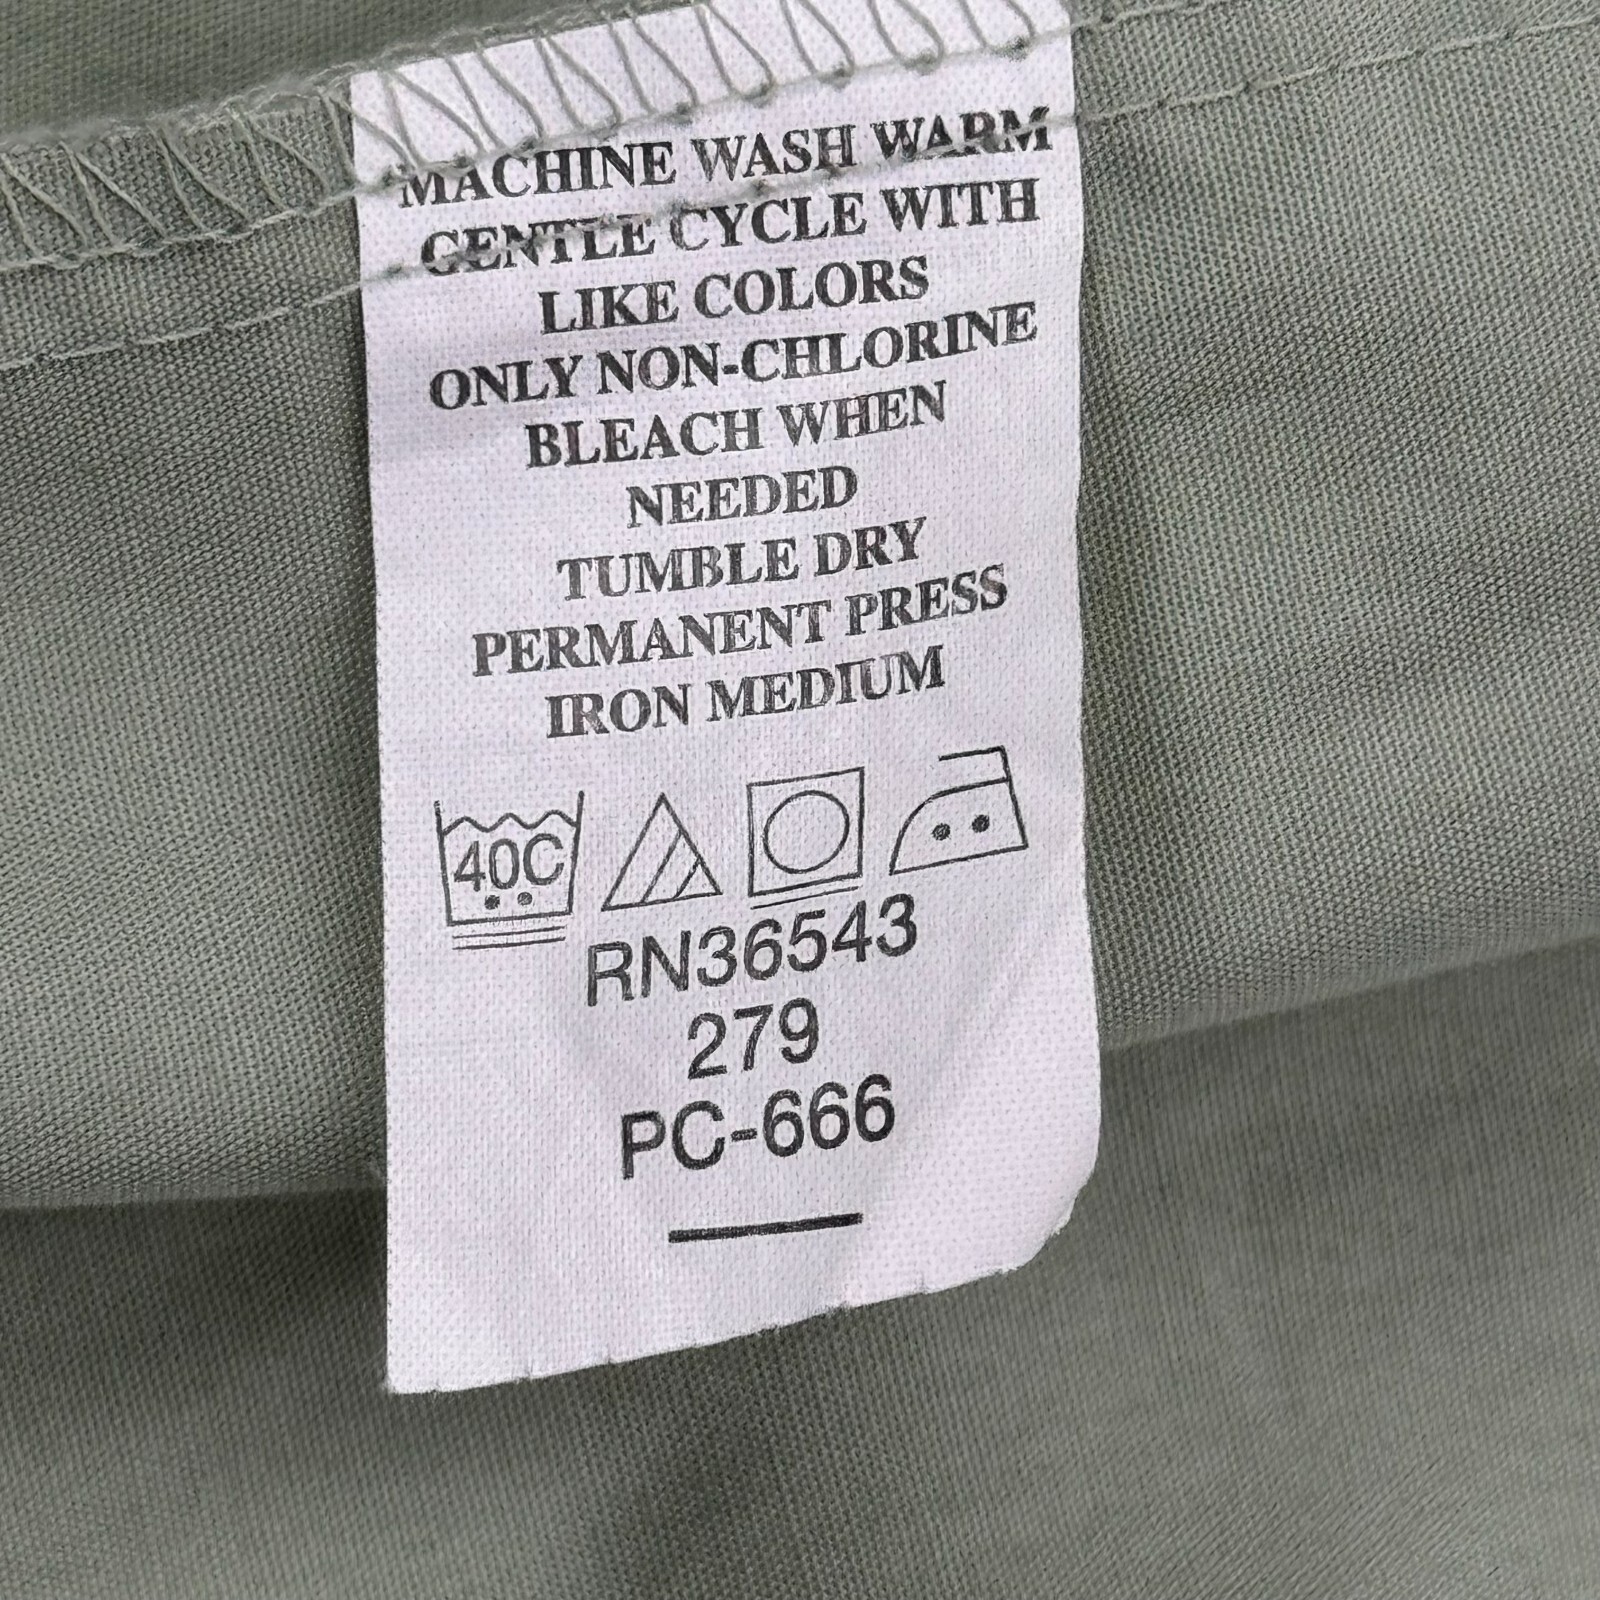 MACHINE WASH WARM
GENTLE CYCLE WITH
LIKE COLORS
ONLY NON-CHLORINE
BLEACH WHEN
NEEDED
TUMBLE DRY
PERMANENT PRESS
IRON MEDIUM
40C
RN36543
279
PC-666